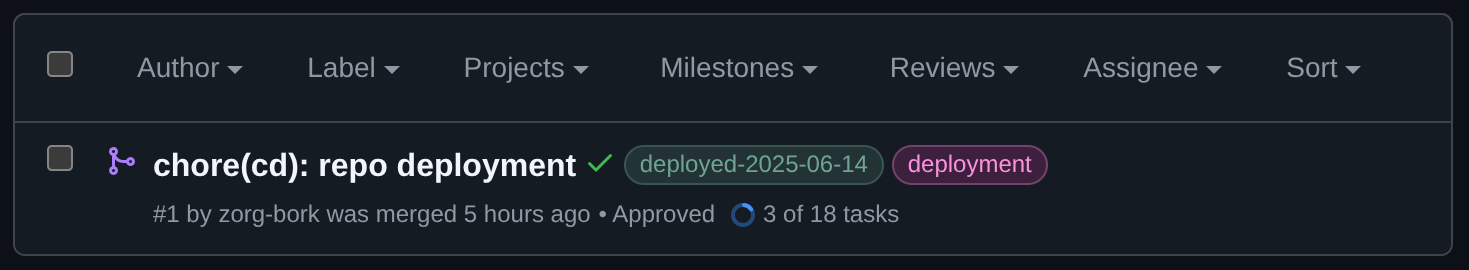 Author Label Projects Milestones Reviews Assignee Sort
chore(cd): repo deployment deployed-2025-06-14 deployment
#1 by zorg-bork was merged 5 hours ago • Approved 3 of 18 tasks